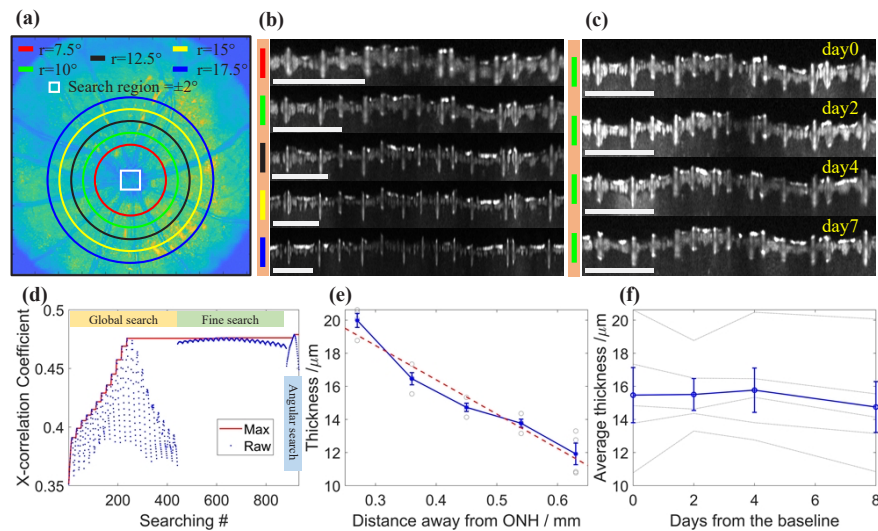 (a)
r=7.5°
r=15°
r=12.5°
r=10°
r=17.5°
Search region =±2°
(b)
(c)
day0
day2
day4
day7
(d)
0.5
0.45
0.4
0.35
X-correlation Coefficient
Global search
Fine search
Angular search
Max
Raw
200
400
600
800
Searching #
(e)
20
18
16
14
12
10
0
Thickness /μm
0.3
0.4
0.5
0.6
Distance away from ONH / mm
(f)
20
18
16
14
12
10
0
Average thickness /μm
0
2
4
6
8
Days from the baseline